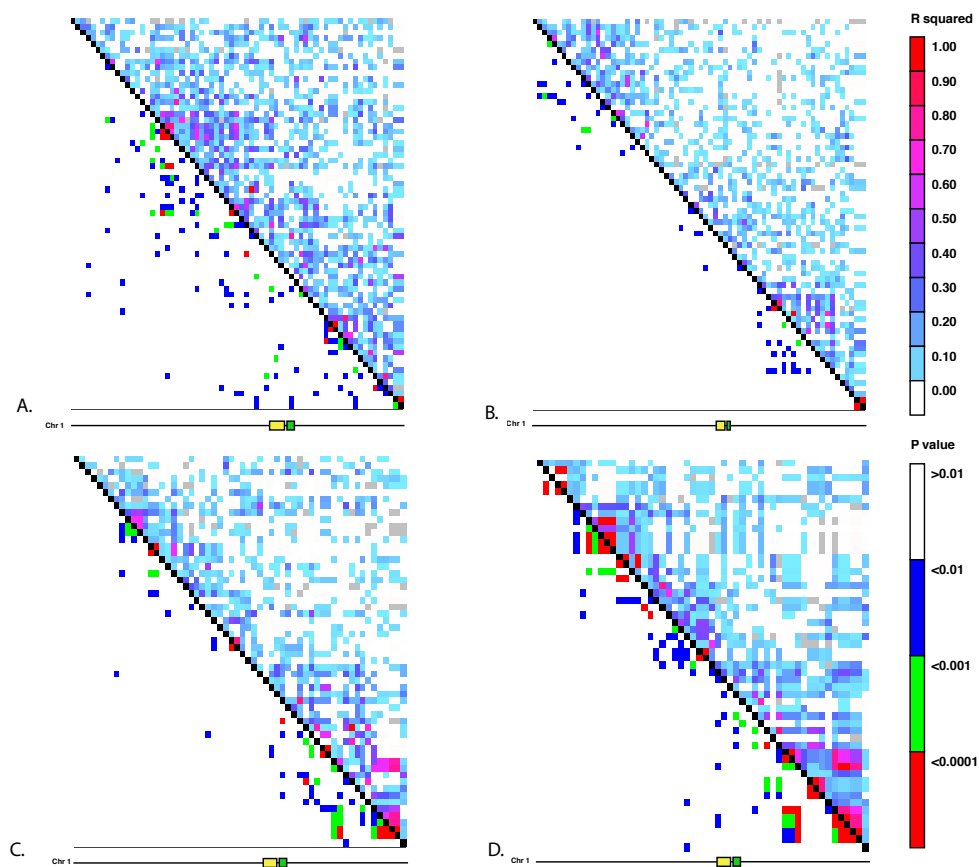 R squared
1.00
0.90
0.80
0.70
0.60
0.50
0.40
0.30
0.20
0.10
0.00
A.
Chr 1
B.
Chr 1
P value
>0.01
<0.01
<0.001
<0.0001
C.
Chr 1
D.
Chr 1